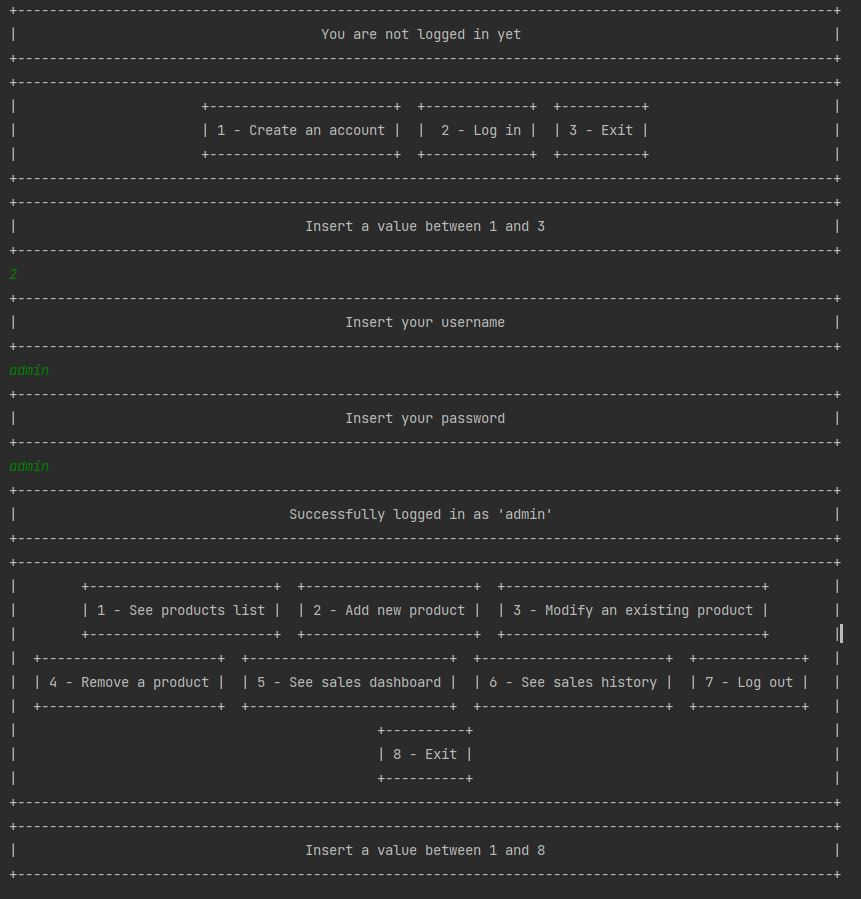 You are not logged in yet
| 1 - Create an account | | 2 - Log in | | 3 - Exit |
Insert a value between 1 and 3
2
Insert your username
admin
Insert your password
admin
Successfully logged in as 'admin'
| 1 - See products list | | 2 - Add new product | | 3 - Modify an existing product |
| 4 - Remove a product | | 5 - See sales dashboard | | 6 - See sales history | | 7 - Log out |
| 8 - Exit |
Insert a value between 1 and 8